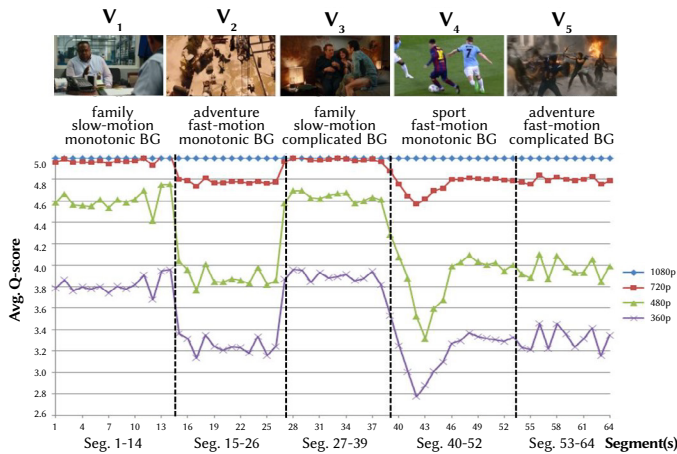 V1 V2 V3 V4 V5
7
family adventure family sport adventure
slow-motion fast-motion slow-motion fast-motion fast-motion
monotonic BG monotonic BG complicated BG monotonic BG complicated BG
5.0
4.8
4.6
4.4
4.2
4.0
3.8
3.6
3.4
3.2
3.0
2.8
2.6
Avg. Q-score
1080p
720p
480p
360p
1 4 7 10 13 16 19 22 25 28 31 34 37 40 43 46 49 52 55 58 61 64
Seg. 1-14 Seg. 15-26 Seg. 27-39 Seg. 40-52 Seg. 53-64 Segment(s)